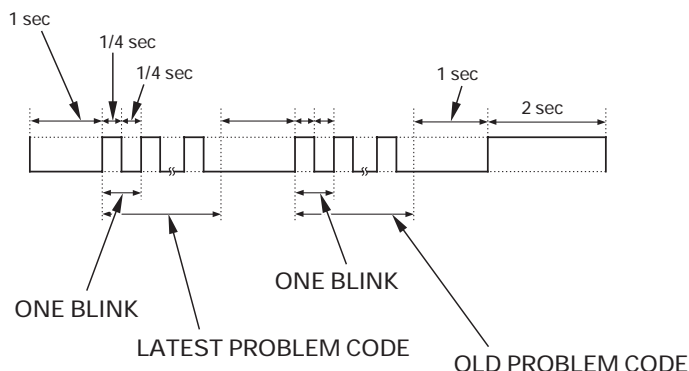 1 sec
1/4 sec
1/4 sec
1 sec
2 sec
ONE BLINK
ONE BLINK
LATEST PROBLEM CODE
OLD PROBLEM CODE